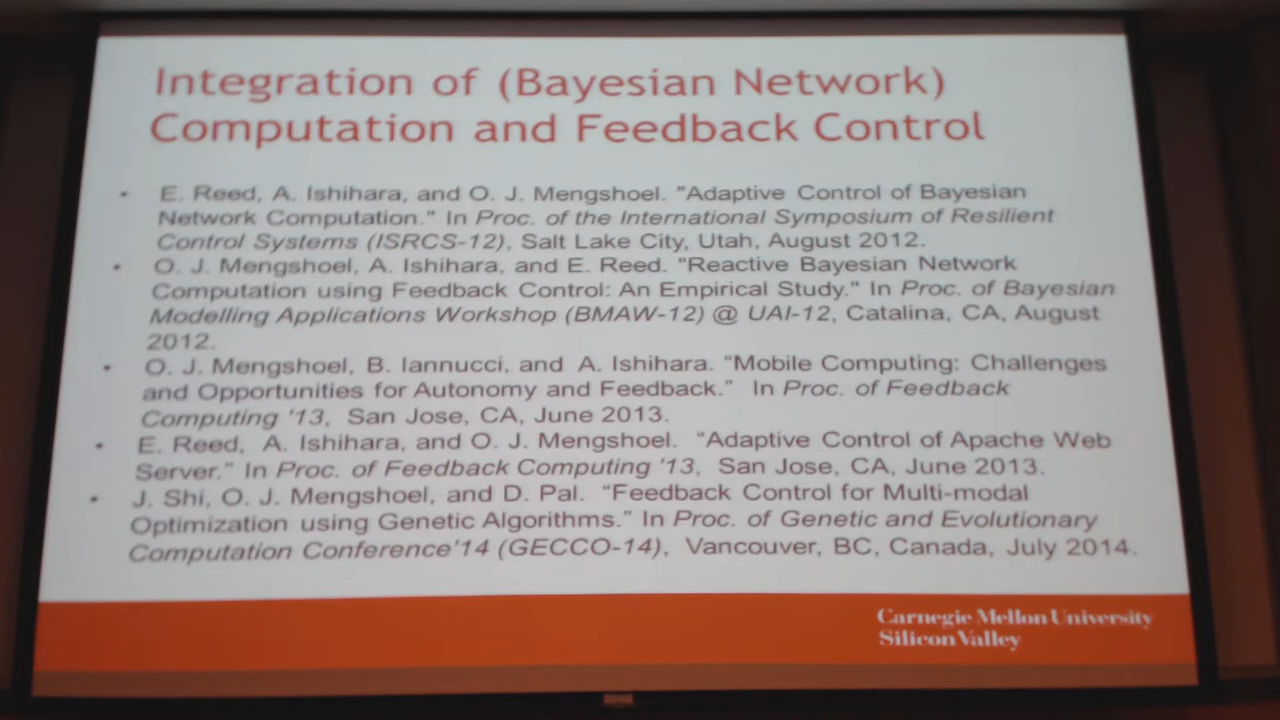 Integration of (Bayesian Network)
Computation and Feedback Control
• E. Reed, A. Ishihara, and O. J. Mengshoel. "Adaptive Control of Bayesian
Network Computation." In Proc. of the International Symposium of Resilient
Control Systems (ISRCS-12), Salt Lake City, Utah, August 2012.
• O. J. Mengshoel, A. Ishihara, and E. Reed. "Reactive Bayesian Network
Computation using Feedback Control: An Empirical Study." In Proc. of Bayesian
Modelling Applications Workshop (BMAW-12) @ UAI-12, Catalina, CA, August
2012.
• O. J. Mengshoel, B. Iannucci, and A. Ishihara. “Mobile Computing: Challenges
and Opportunities for Autonomy and Feedback.” In Proc. of Feedback
Computing '13, San Jose, CA, June 2013.
• E. Reed, A. Ishihara, and O. J. Mengshoel. “Adaptive Control of Apache Web
Server.” In Proc. of Feedback Computing '13, San Jose, CA, June 2013.
• J. Shi, O. J. Mengshoel, and D. Pal. “Feedback Control for Multi-modal
Optimization using Genetic Algorithms.” In Proc. of Genetic and Evolutionary
Computation Conference'14 (GECCO-14), Vancouver, BC, Canada, July 2014.
Carnegie Mellon University
Silicon Valley